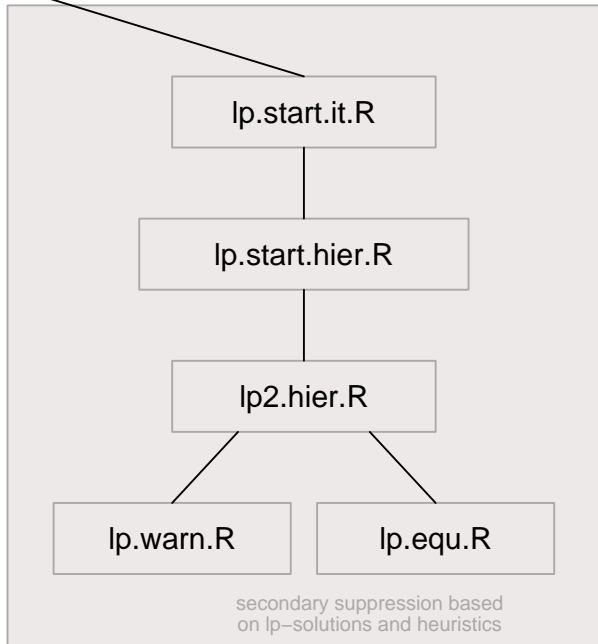 lp.start.it.R
lp.start.hier.R
lp2.hier.R
lp.warn.R lp.equ.R
secondary suppression based
on lp−solutions and heuristics